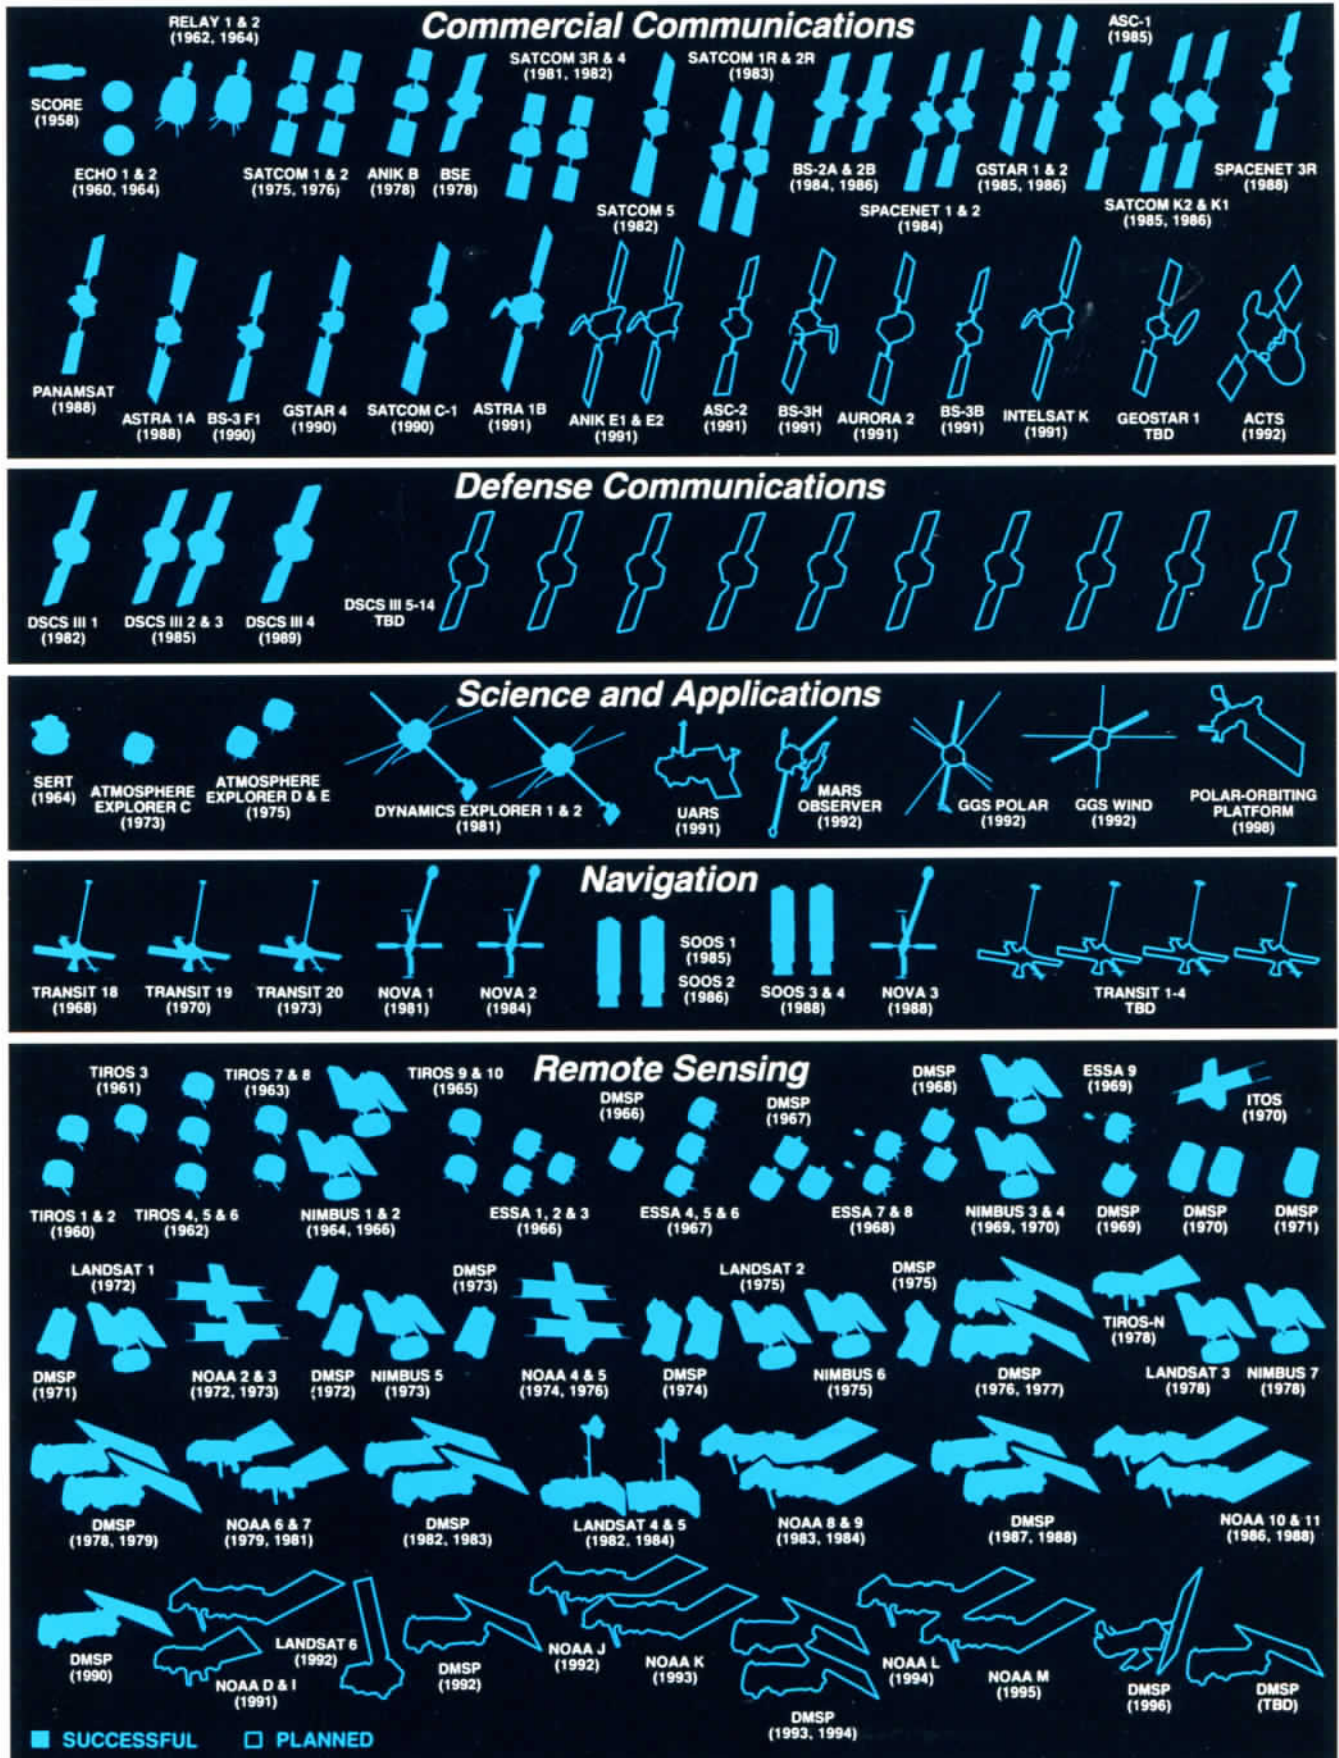 Commercial Communications
RELAY 1 & 2
(1962, 1964)
SCORE
(1958)
ECHO 1 & 2
(1960, 1964)
SATCOM 1 & 2
(1975, 1976)
ANIK B
(1978)
BSE
(1978)
SATCOM 3R & 4
(1981, 1982)
SATCOM 5
(1982)
SATCOM 1R & 2R
(1983)
BS-2A & 2B
(1984, 1986)
SPACENET 1 & 2
(1984)
GSTAR 1 & 2
(1985, 1986)
ASC-1
(1985)
SATCOM K2 & K1
(1985, 1986)
SPACENET 3R
(1988)
PANAMSAT
(1988)
ASTRA 1A
(1988)
BS-3 F1
(1990)
GSTAR 4
(1990)
SATCOM C-1
(1990)
ASTRA 1B
(1991)
ANIK E1 & E2
(1991)
ASC-2
(1991)
BS-3H
(1991)
AURORA 2
(1991)
BS-3B
(1991)
INTELSAT K
(1991)
GEOSTAR 1
TBD
ACTS
(1992)
Defense Communications
DSCS III 1
(1982)
DSCS III 2 & 3
(1985)
DSCS III 4
(1989)
DSCS III 5-14
TBD
Science and Applications
SERT
(1964)
ATMOSPHERE
EXPLORER C
(1973)
ATMOSPHERE
EXPLORER D & E
(1975)
DYNAMICS EXPLORER 1 & 2
(1981)
UARS
(1991)
MARS
OBSERVER
(1992)
GGS POLAR
(1992)
GGS WIND
(1992)
POLAR-ORBITING
PLATFORM
(1998)
Navigation
TRANSIT 18
(1968)
TRANSIT 19
(1970)
TRANSIT 20
(1973)
NOVA 1
(1981)
NOVA 2
(1984)
SOOS 1
(1985)
SOOS 2
(1986)
SOOS 3 & 4
(1988)
NOVA 3
(1988)
TRANSIT 1-4
TBD
Remote Sensing
TIROS 3
(1961)
TIROS 7 & 8
(1963)
TIROS 9 & 10
(1965)
DMSP
(1966)
DMSP
(1967)
DMSP
(1968)
ESSA 9
(1969)
ITOS
(1970)
TIROS 1 & 2
(1960)
TIROS 4, 5 & 6
(1962)
NIMBUS 1 & 2
(1964, 1966)
ESSA 1, 2 & 3
(1966)
ESSA 4, 5 & 6
(1967)
ESSA 7 & 8
(1968)
NIMBUS 3 & 4
(1969, 1970)
DMSP
(1969)
DMSP
(1970)
DMSP
(1971)
LANDSAT 1
(1972)
DMSP
(1973)
LANDSAT 2
(1975)
DMSP
(1975)
TIROS-N
(1978)
DMSP
(1971)
NOAA 2 & 3
(1972, 1973)
DMSP
(1972)
NIMBUS 5
(1973)
NOAA 4 & 5
(1974, 1976)
DMSP
(1974)
NIMBUS 6
(1975)
DMSP
(1976, 1977)
LANDSAT 3
(1978)
NIMBUS 7
(1978)
DMSP
(1978, 1979)
NOAA 6 & 7
(1979, 1981)
DMSP
(1982, 1983)
LANDSAT 4 & 5
(1982, 1984)
NOAA 8 & 9
(1983, 1984)
DMSP
(1987, 1988)
NOAA 10 & 11
(1986, 1988)
DMSP
(1990)
NOAA D & I
(1991)
LANDSAT 6
(1992)
DMSP
(1992)
NOAA J
(1992)
NOAA K
(1993)
DMSP
(1993, 1994)
NOAA L
(1994)
NOAA M
(1995)
DMSP
(1996)
DMSP
(TBD)
SUCCESSFUL
PLANNED